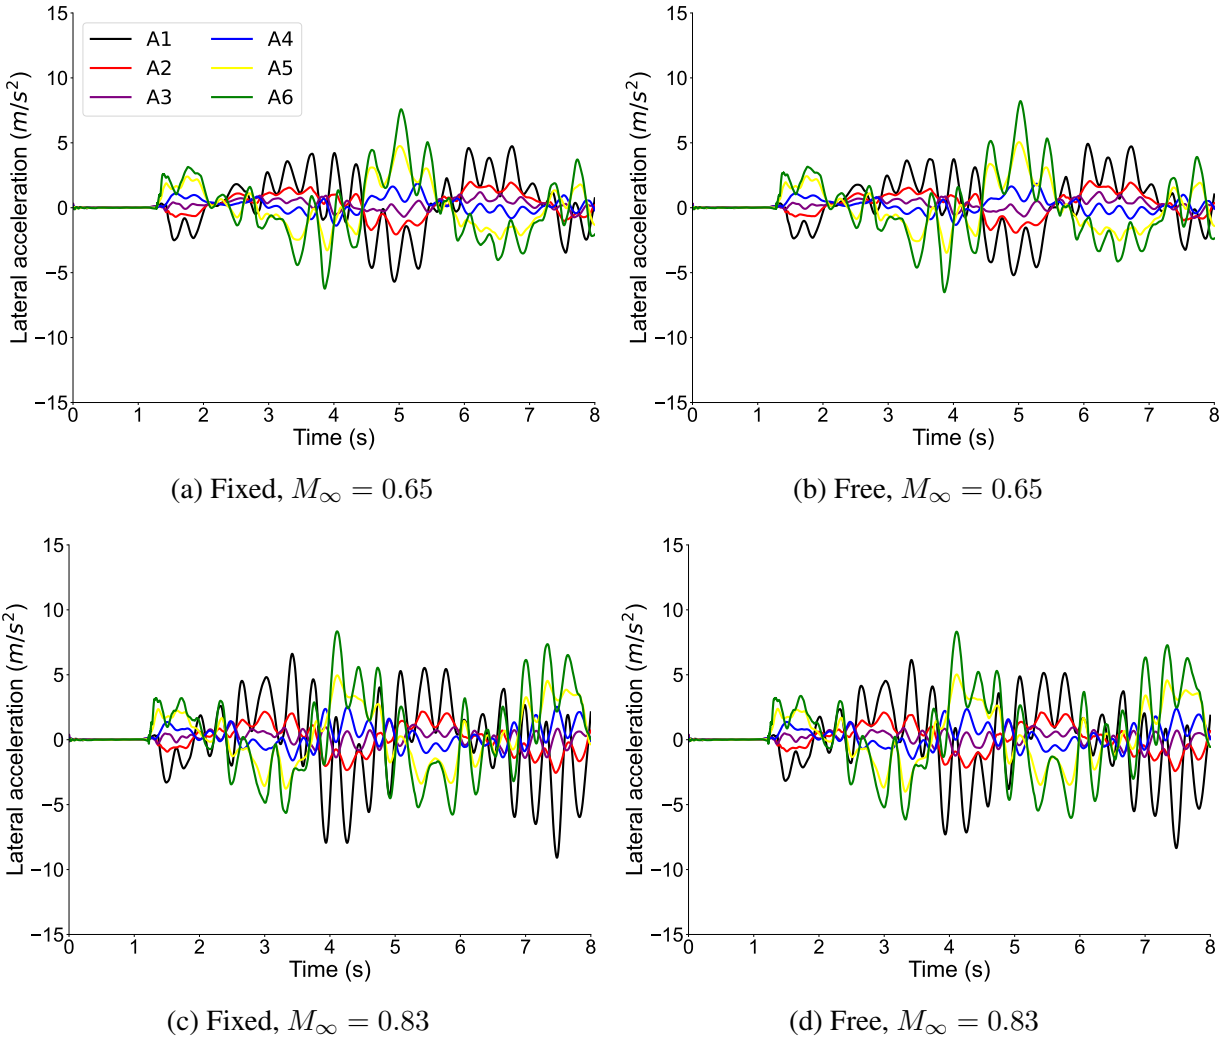 15
10
5
0
−5
−10
−15
Lateral acceleration (m/s²)
A1 A4
A2 A5
A3 A6
0 1 2 3 4 5 6 7 8
Time (s)
(a) Fixed, M∞ = 0.65
15
10
5
0
−5
−10
−15
Lateral acceleration (m/s²)
0 1 2 3 4 5 6 7 8
Time (s)
(b) Free, M∞ = 0.65
15
10
5
0
−5
−10
−15
Lateral acceleration (m/s²)
0 1 2 3 4 5 6 7 8
Time (s)
(c) Fixed, M∞ = 0.83
15
10
5
0
−5
−10
−15
Lateral acceleration (m/s²)
0 1 2 3 4 5 6 7 8
Time (s)
(d) Free, M∞ = 0.83